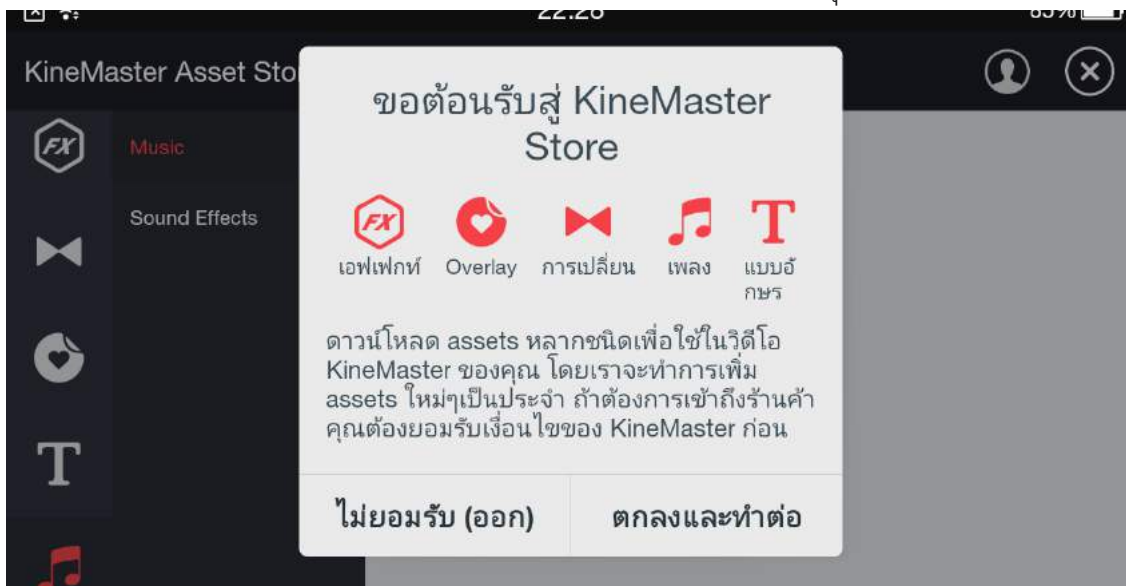 KineMaster Asset Sto
ขอต้อนรับสู่ KineMaster
Store
Music
Sound Effects
FX
FX
เอฟเฟกท์
Overlay
การเปลี่ยน
เพลง
แบบอั
กษร
ดาวน์โหลด assets หลากชนิดเพื่อใช้ในวิดีโอ
KineMaster ของคุณ โดยเราจะทำการเพิ่ม
assets ใหม่ๆเป็นประจำ ถ้าต้องการเข้าถึงร้านค้า
คุณต้องยอมรับเงื่อนไขของ KineMaster ก่อน
ไม่ยอมรับ (ออก)
ตกลงและทำต่อ